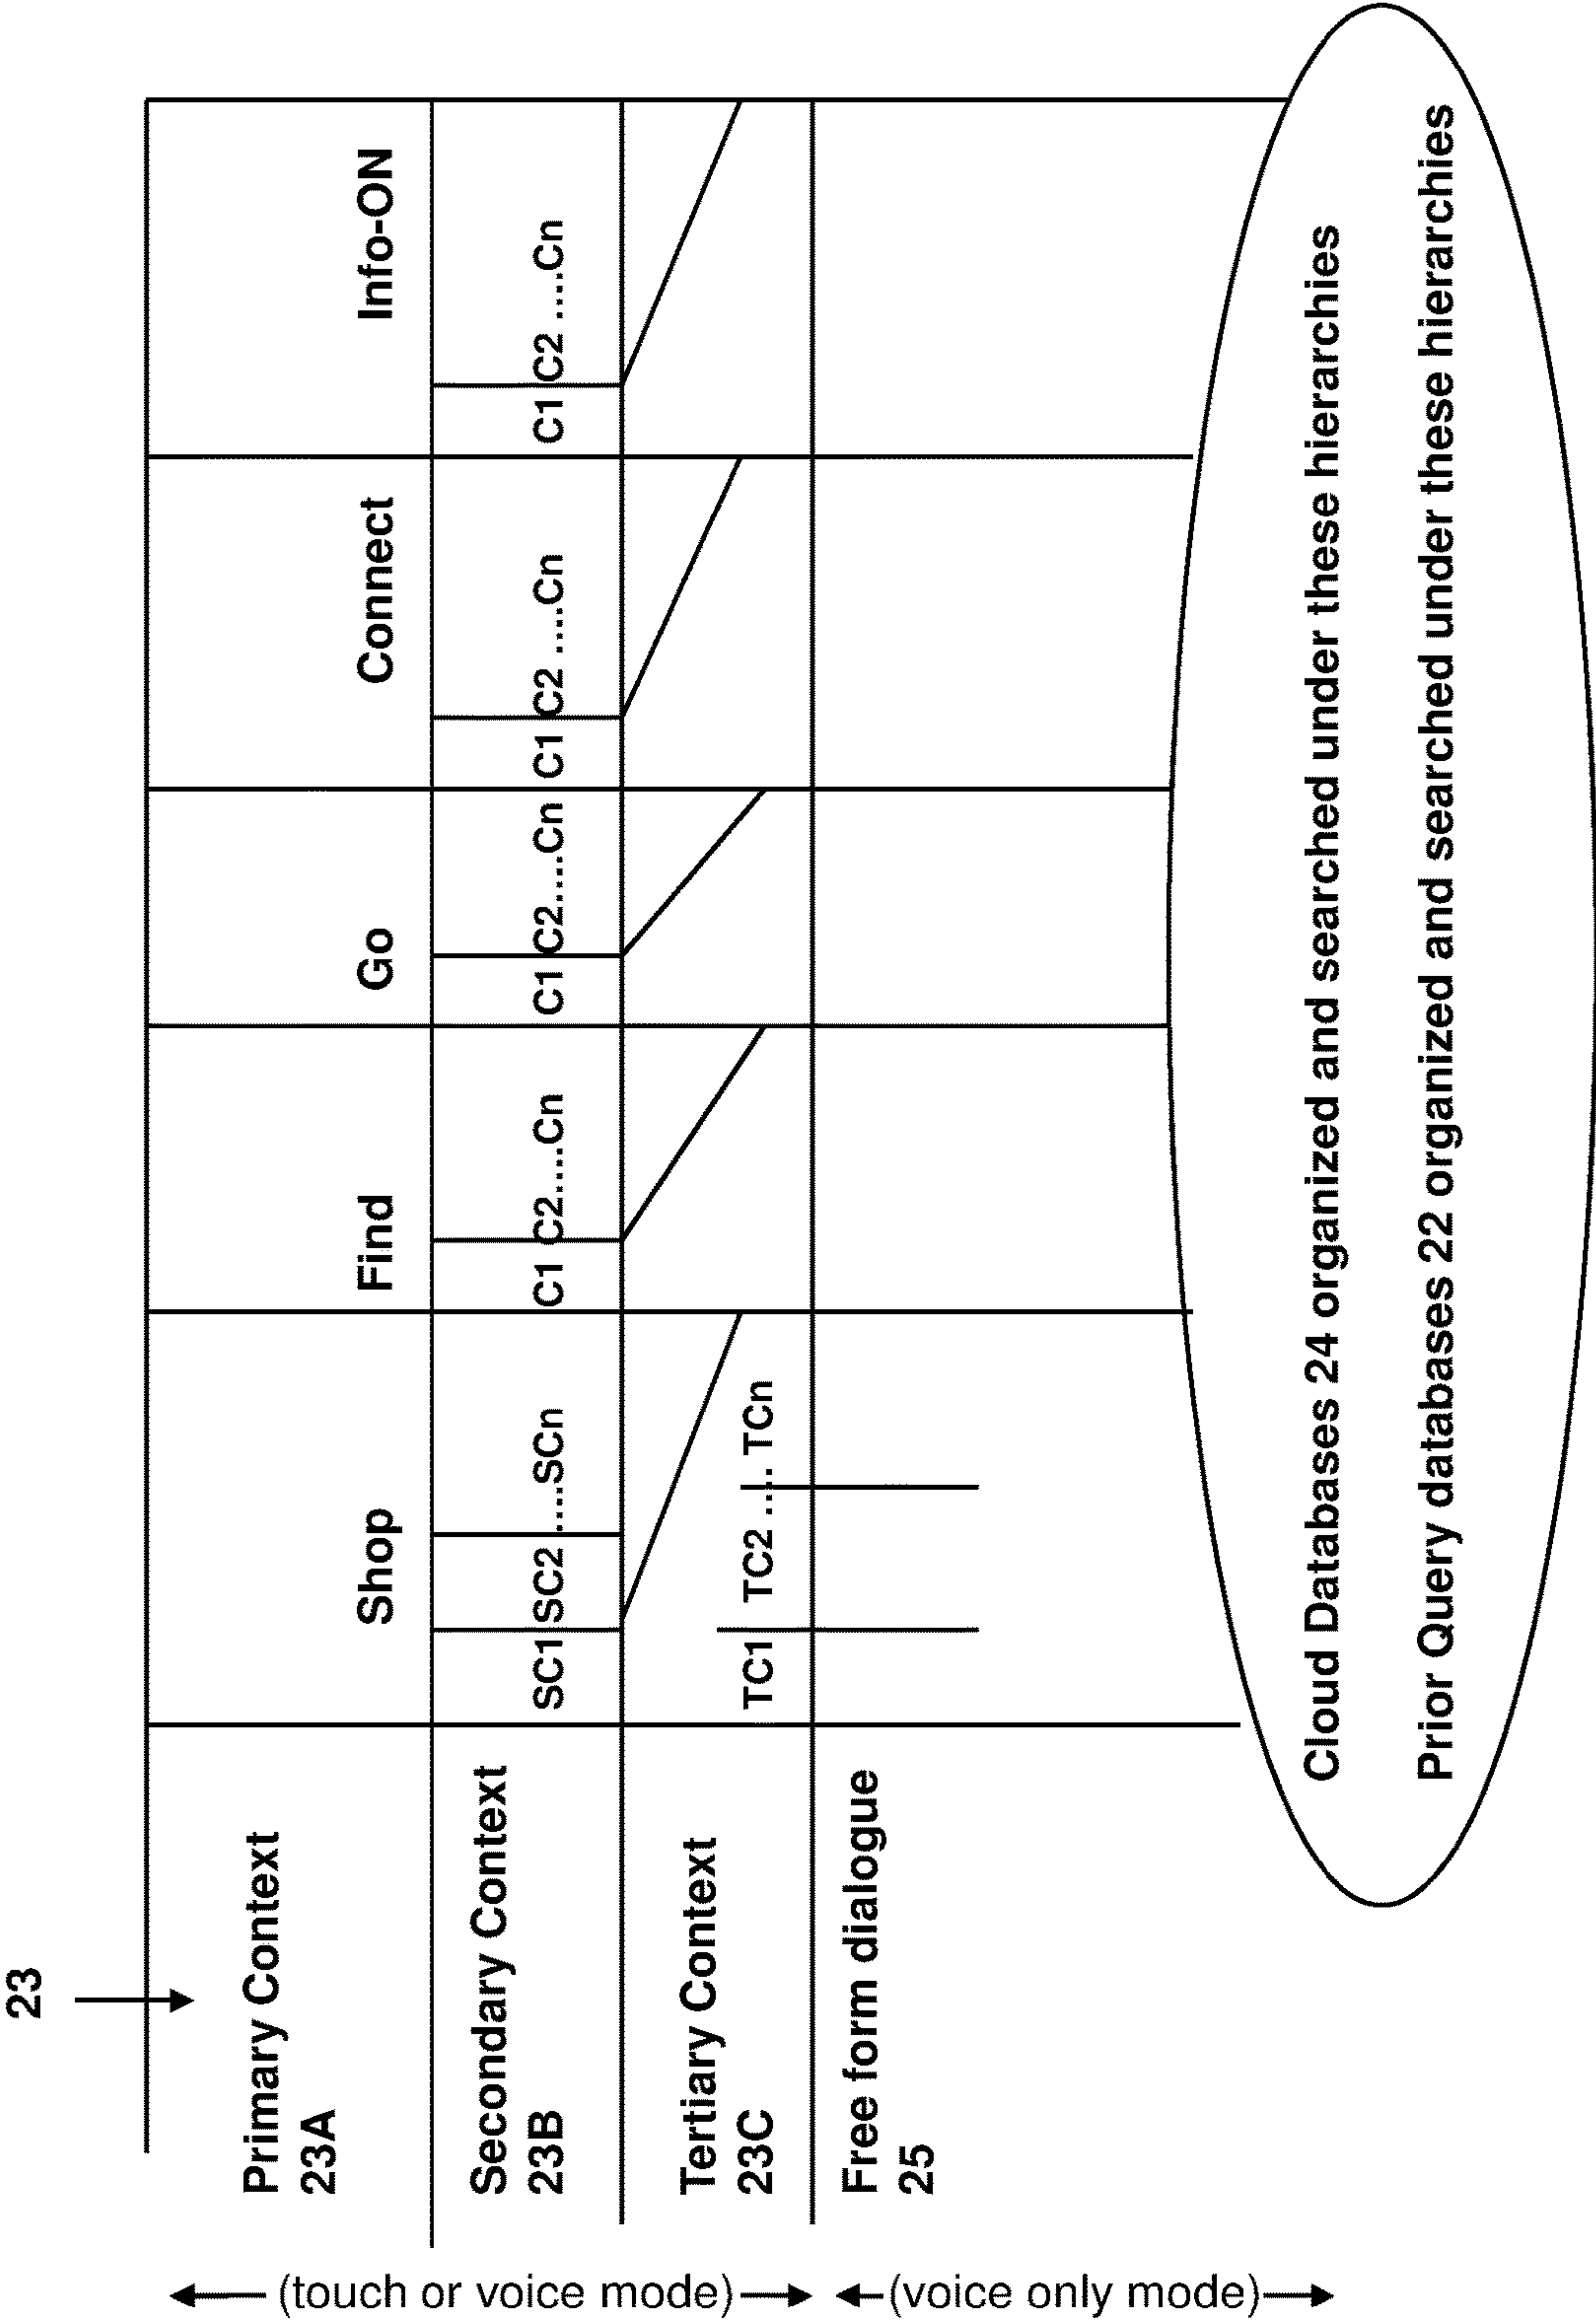 23
Primary Context
23A
Shop
Find
Go
Connect
Info-ON
Secondary Context
23B
SC1 SC2 ....SCn
C1 C2....Cn
C1 C2....Cn
C1 C2 ....Cn
C1 C2 ....Cn
Tertiary Context
23C
TC1 TC2 .... TCn
Free form dialogue
25
(touch or voice mode)
(voice only mode)
Cloud Databases 24 organized and searched under these hierarchies
Prior Query databases 22 organized and searched under these hierarchies